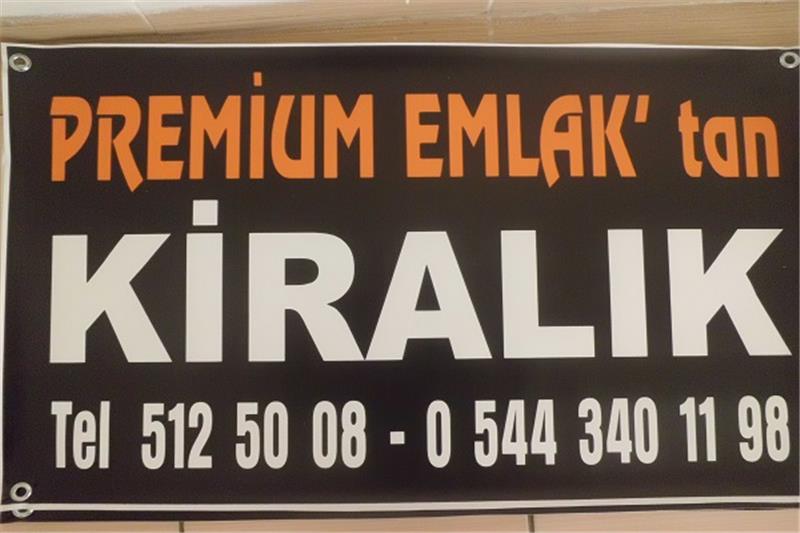 PREMİUM EMLAK' tan
KİRALIK
Tel 512 50 08 - 0 544 340 11 98